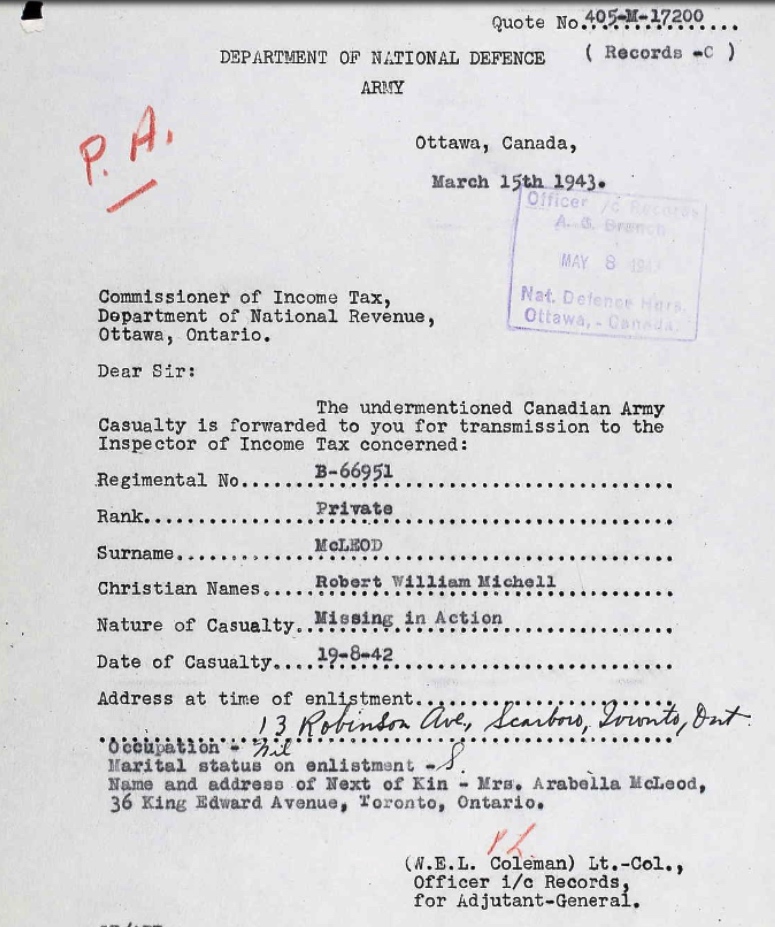 Quote No. 405-M-17200
DEPARTMENT OF NATIONAL DEFENCE ( Records -C )
ARMY
P. A.
Ottawa, Canada,
March 15th 1943.
Officer i/c Records
A. G. Branch
MAY 8 194
Nat. Defence Hqrs.
Ottawa, - Canada.
Commissioner of Income Tax,
Department of National Revenue,
Ottawa, Ontario.
Dear Sir:
The undermentioned Canadian Army
Casualty is forwarded to you for transmission to the
Inspector of Income Tax concerned:
Regimental No. B-66951
Rank Private
Surname McLEOD
Christian Names Robert William Michell
Nature of Casualty Missing in Action
Date of Casualty 19-8-42
Address at time of enlistment
13 Robinson Ave, Scarboro, Toronto, Ont.
Occupation - Nil
Marital status on enlistment - S.
Name and address of Next of Kin - Mrs. Arabella McLeod,
36 King Edward Avenue, Toronto, Ontario.
(W.E.L. Coleman) Lt.-Col.,
Officer i/c Records,
for Adjutant-General.